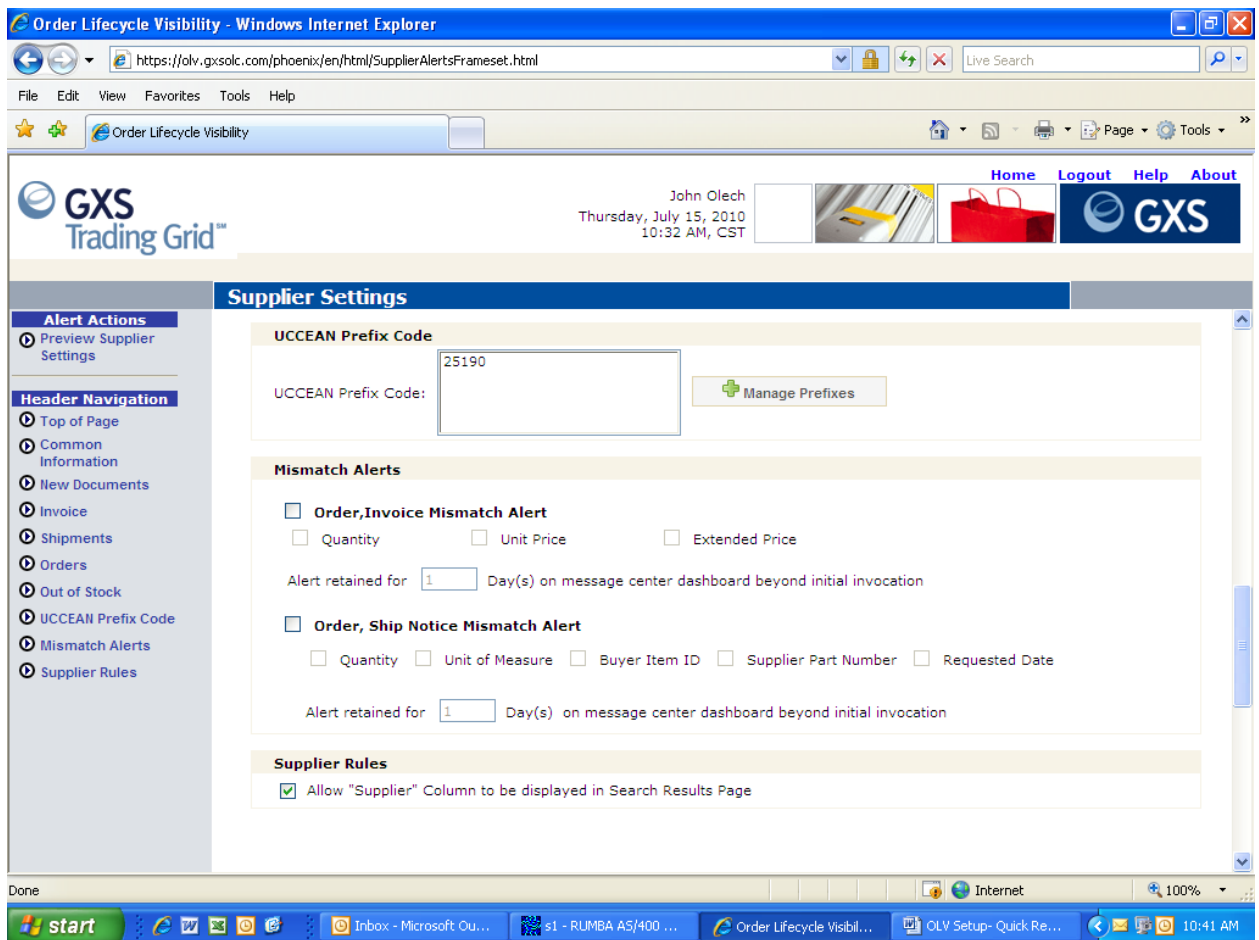 Order Lifecycle Visibility - Windows Internet Explorer
https://olv.gxsolc.com/phoenix/en/html/SupplierAlertsFrameset.html
Live Search
File Edit View Favorites Tools Help
Order Lifecycle Visibility
Page Tools »
Home Logout Help About
GXS
Trading Grid™
John Olech
Thursday, July 15, 2010
10:32 AM, CST
GXS
Supplier Settings
Alert Actions
Preview Supplier
Settings
Header Navigation
Top of Page
Common
Information
New Documents
Invoice
Shipments
Orders
Out of Stock
UCCEAN Prefix Code
Mismatch Alerts
Supplier Rules
UCCEAN Prefix Code
UCCEAN Prefix Code:
25190
Manage Prefixes
Mismatch Alerts
Order,Invoice Mismatch Alert
Quantity Unit Price Extended Price
Alert retained for 1 Day(s) on message center dashboard beyond initial invocation
Order, Ship Notice Mismatch Alert
Quantity Unit of Measure Buyer Item ID Supplier Part Number Requested Date
Alert retained for 1 Day(s) on message center dashboard beyond initial invocation
Supplier Rules
Allow "Supplier" Column to be displayed in Search Results Page
Done
Internet
100%
start
Inbox - Microsoft Ou...
s1 - RUMBA AS/400 ...
Order Lifecycle Visibil...
OLV Setup- Quick Re...
10:41 AM